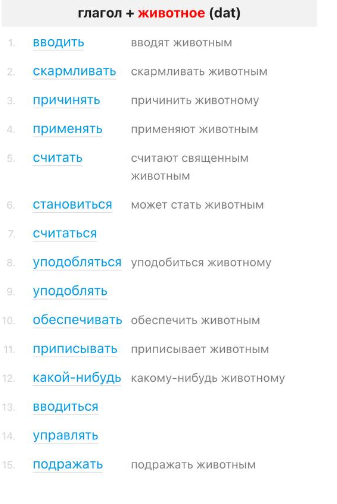 глагол + животное (dat)
1. вводить вводят животным
2. скармливать скармливать животным
3. причинять причинить животному
4. применять применяют животным
5. считать считают священным
животным
6. становиться может стать животным
7. считаться
8. уподобляться уподобиться животному
9. уподоблять
10. обеспечивать обеспечить животным
11. приписывать приписывает животным
12. какой-нибудь какому-нибудь животному
13. вводиться
14. управлять
15. подражать подражать животным